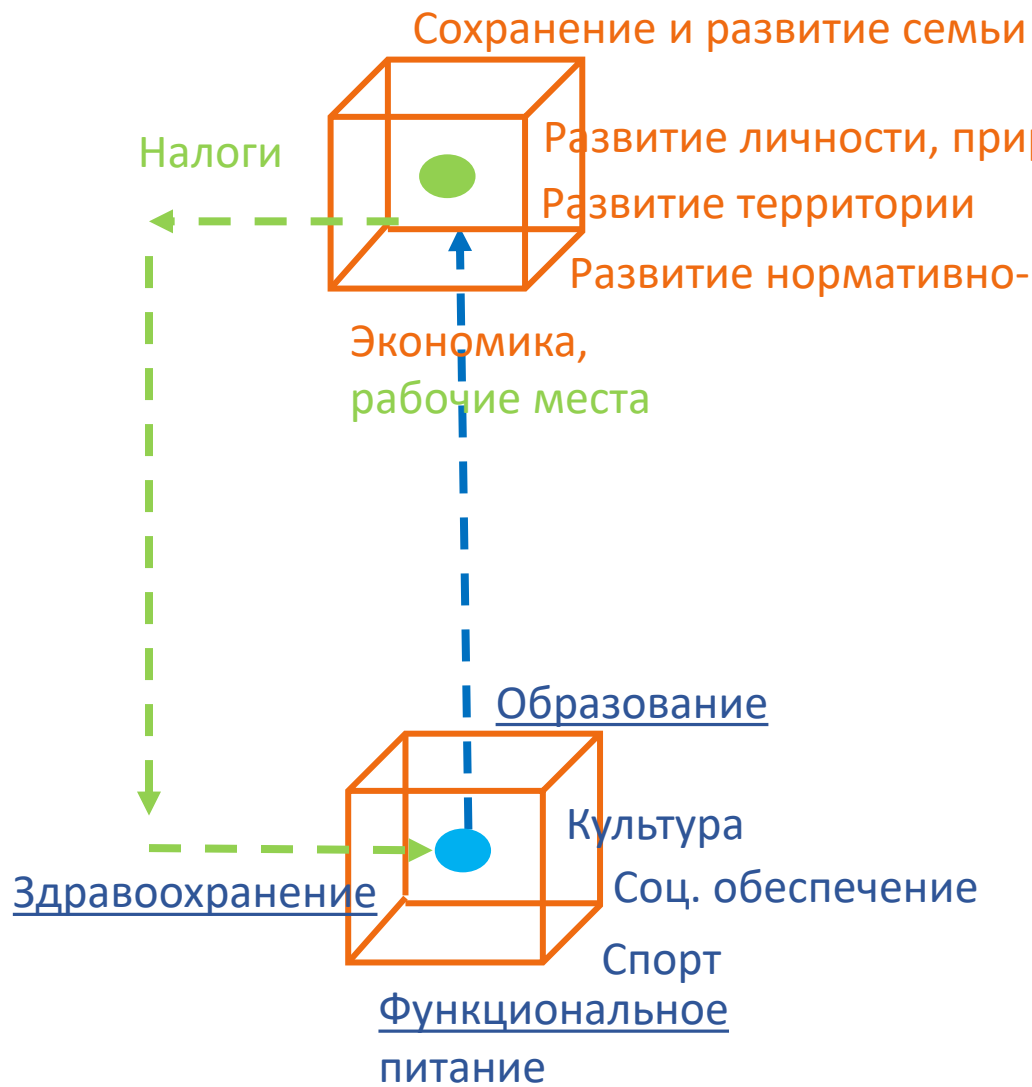 Сохранение и развитие семьи
Налоги
Развитие личности,
Развитие территории
Развитие нормативно-
Экономика,
рабочие места
Образование
Культура
Здравоохранение
Соц. обеспечение
Спорт
Функциональное
питание